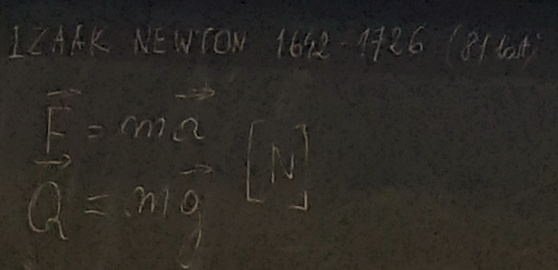 IZAAK NEWTON 1642-1726 (81 lat)
F⃗ = ma⃗
Q⃗ = mg⃗ [N]